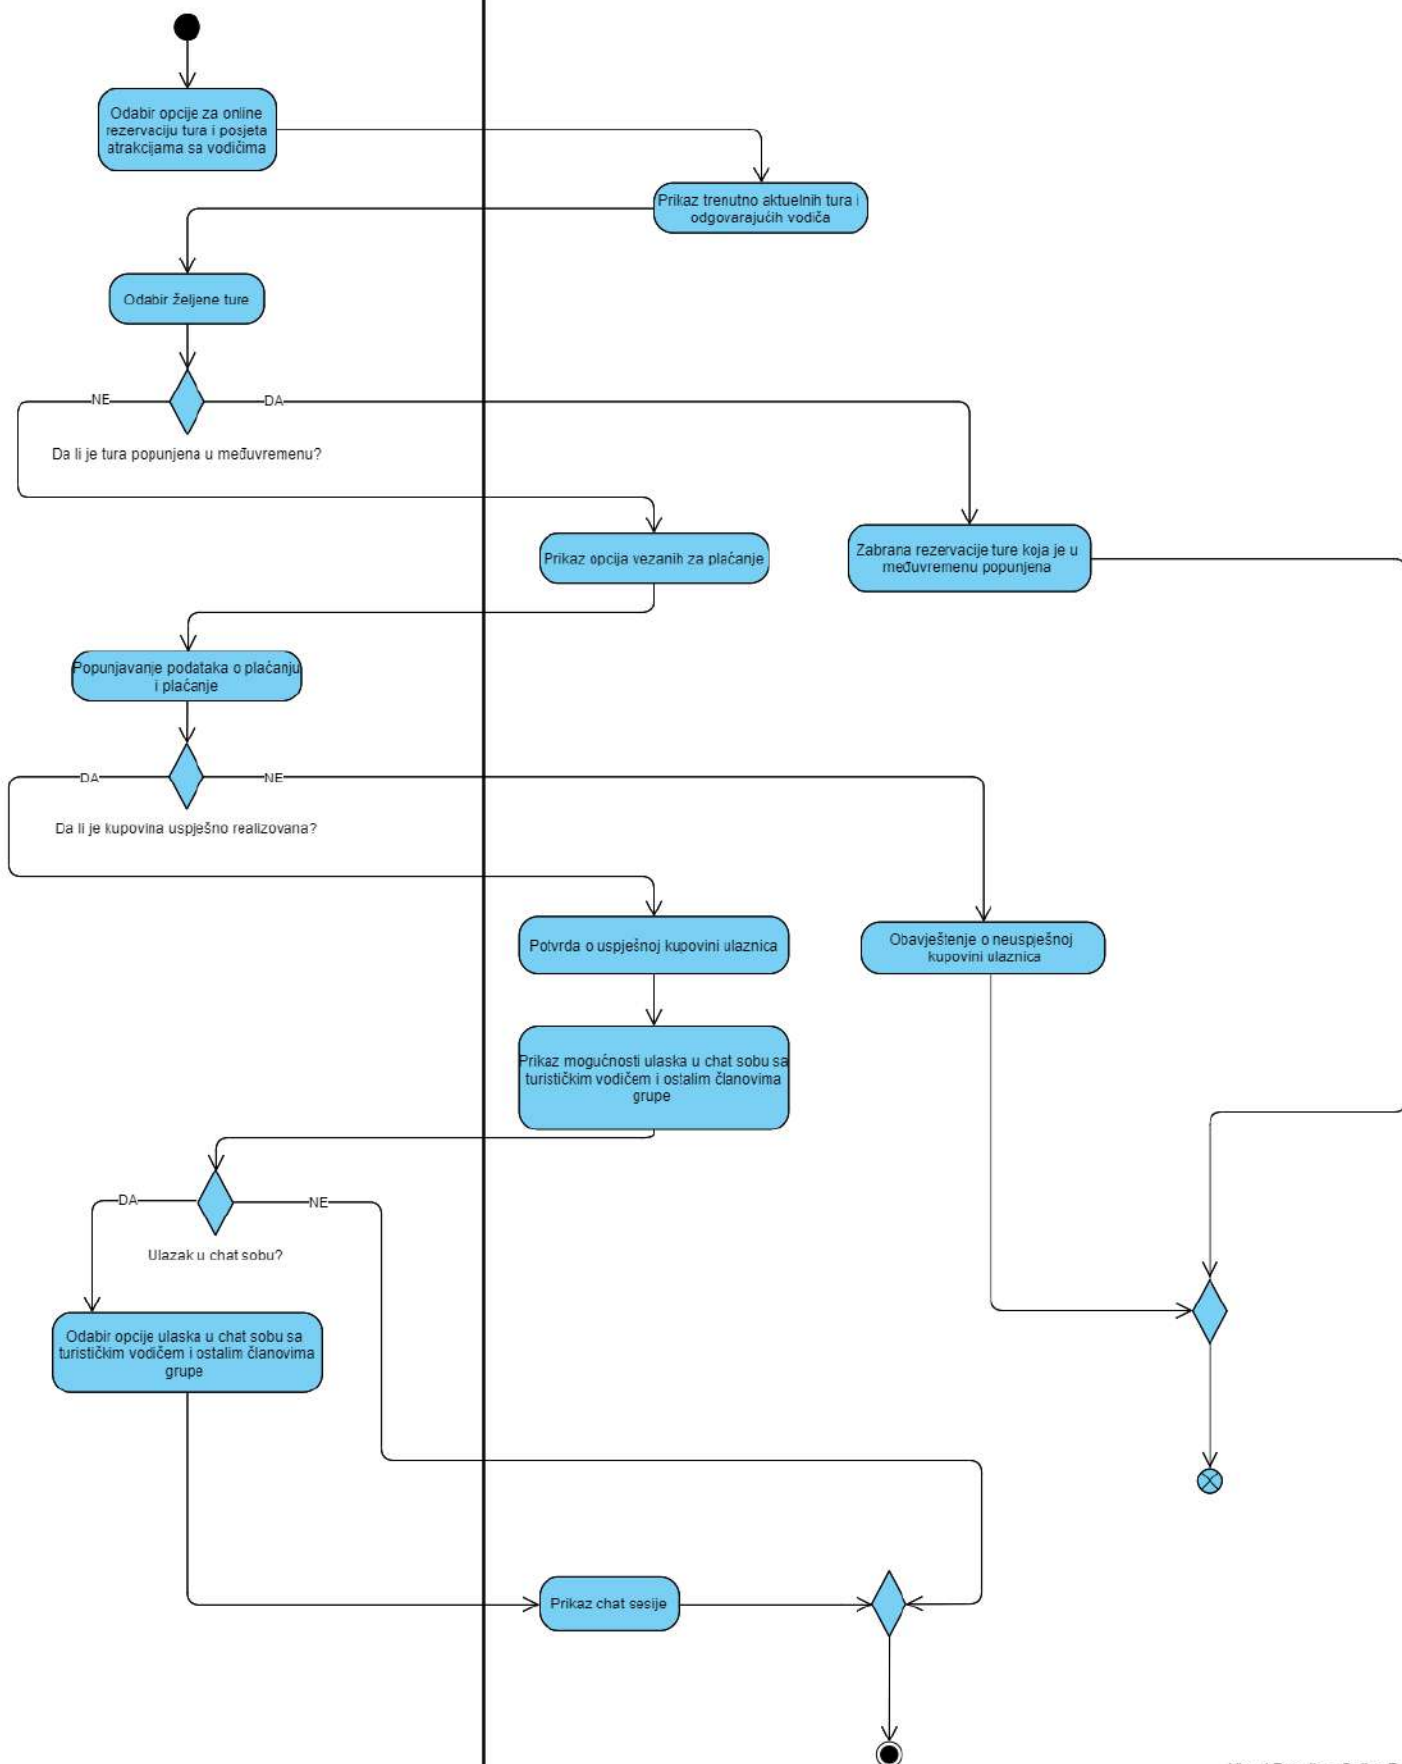 Odabir opcije za online
rezervaciju tura i posjeta
atrakcijama sa vodičima
Prikaz trenutno aktuelnih tura i
odgovarajućih vodiča
Odabir željene ture
NE
DA
Da li je tura popunjena u međuvremenu?
Prikaz opcija vezanih za plaćanje
Zabrana rezervacije ture koja je u
međuvremenu popunjena
Popunjavanje podataka o plaćanju
i plaćanje
DA
NE
Da li je kupovina uspješno realizovana?
Potvrda o uspješnoj kupovini ulaznica
Obavještenje o neuspješnoj
kupovini ulaznica
Prikaz mogućnosti ulaska u chat sobu sa
turističkim vodičem i ostalim članovima
grupe
DA
NE
Ulazak u chat sobu?
Odabir opcije ulaska u chat sobu sa
turističkim vodičem i ostalim članovima
grupe
Prikaz chat sesije